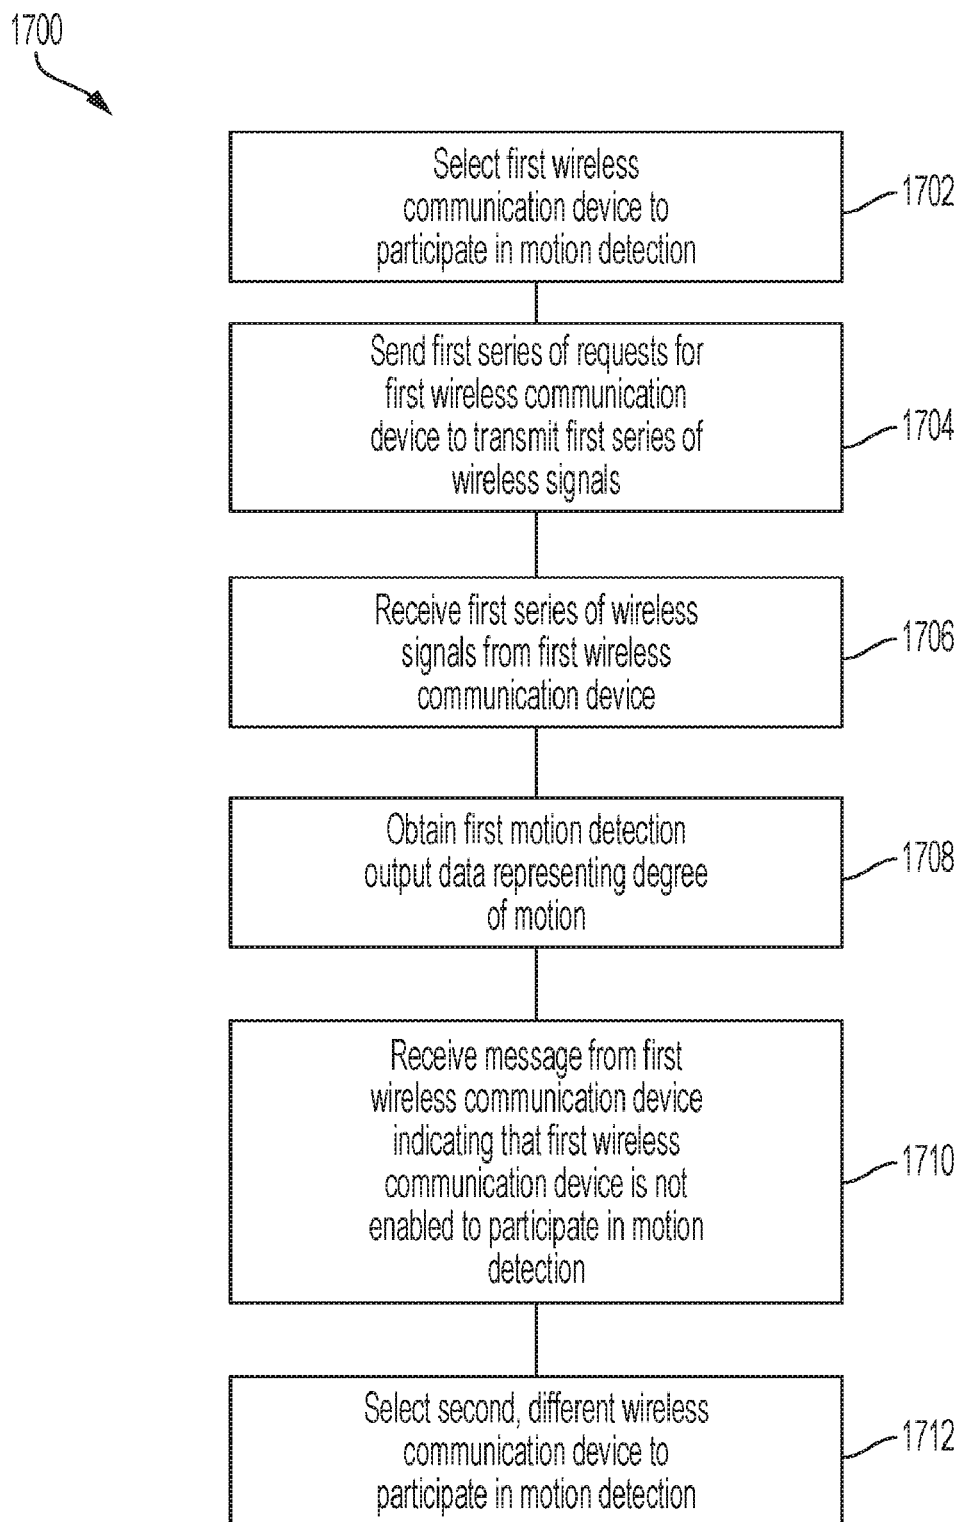 1700
Select first wireless
communication device to
participate in motion detection
1702
Send first series of requests for
first wireless communication
device to transmit first series of
wireless signals
1704
Receive first series of wireless
signals from first wireless
communication device
1706
Obtain first motion detection
output data representing degree
of motion
1708
Receive message from first
wireless communication device
indicating that first wireless
communication device is not
enabled to participate in motion
detection
1710
Select second, different wireless
communication device to
participate in motion detection
1712